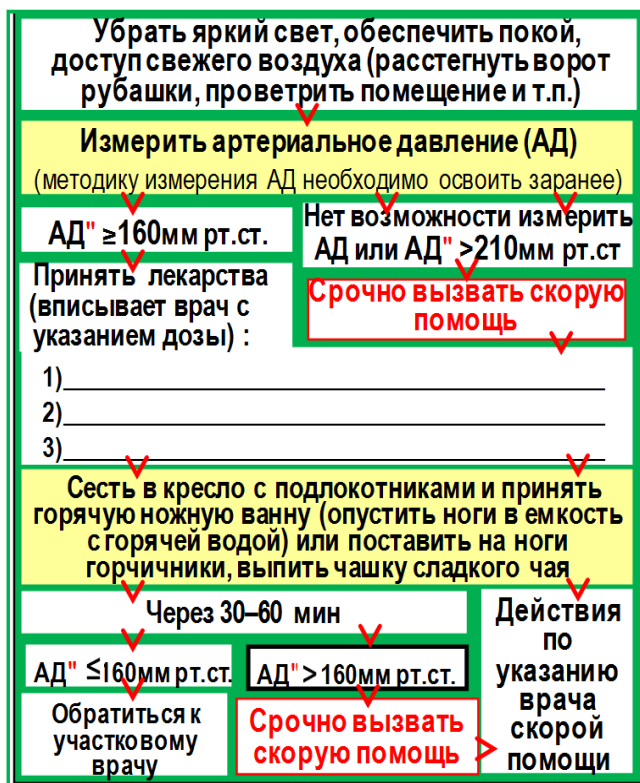 Убрать яркий свет, обеспечить покой,
доступ свежего воздуха (расстегнуть ворот
рубашки, проветрить помещение и т.п.)
Измерить артериальное давление (АД)
(методику измерения АД необходимо освоить заранее)
АД" ≥160мм рт.ст.
Нет возможности измерить
АД или АД" >210мм рт.ст
Срочно вызвать скорую
помощь
Принять лекарства
(вписывает врач с
указанием дозы) :
1)
2)
3)
Сесть в кресло с подлокотниками и принять
горячую ножную ванну (опустить ноги в емкость
с горячей водой) или поставить на ноги
горчичники, выпить чашку сладкого чая
Через 30–60 мин
АД" ≤160мм рт.ст.
АД" > 160мм рт.ст.
Обратиться к
участковому
врачу
Срочно вызвать
скорую помощь
Действия
по
указанию
врача
скорой
помощи